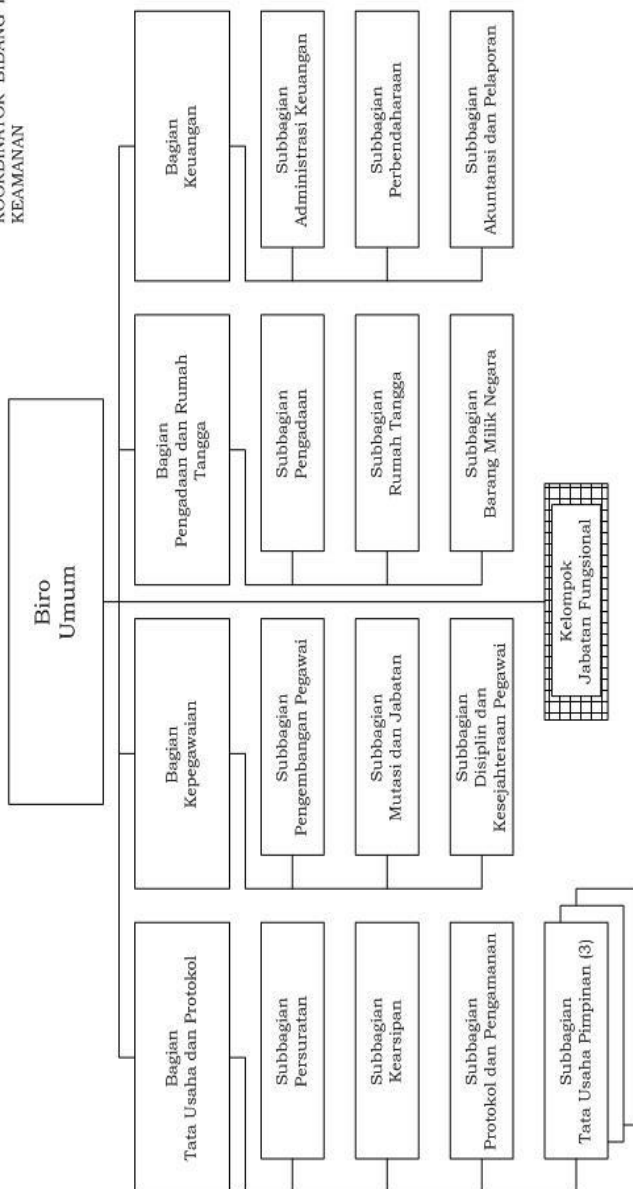 KEAMANAN
Biro
Umum
Bagian
Tata Usaha dan Protokol
Subbagian
Persuratan
Subbagian
Kearsipan
Subbagian
Protokol dan Pengamanan
Subbagian
Tata Usaha Pimpinan (3)
Bagian
Kepegawaian
Subbagian
Pengembangan Pegawai
Subbagian
Mutasi dan Jabatan
Subbagian
Disiplin dan
Kesejahteraan Pegawai
Bagian
Pengadaan dan Rumah
Tangga
Subbagian
Pengadaan
Subbagian
Rumah Tangga
Subbagian
Barang Milik Negara
Bagian
Keuangan
Subbagian
Administrasi Keuangan
Subbagian
Perbendaharaan
Subbagian
Akuntansi dan Pelaporan
Kelompok
Jabatan Fungsional